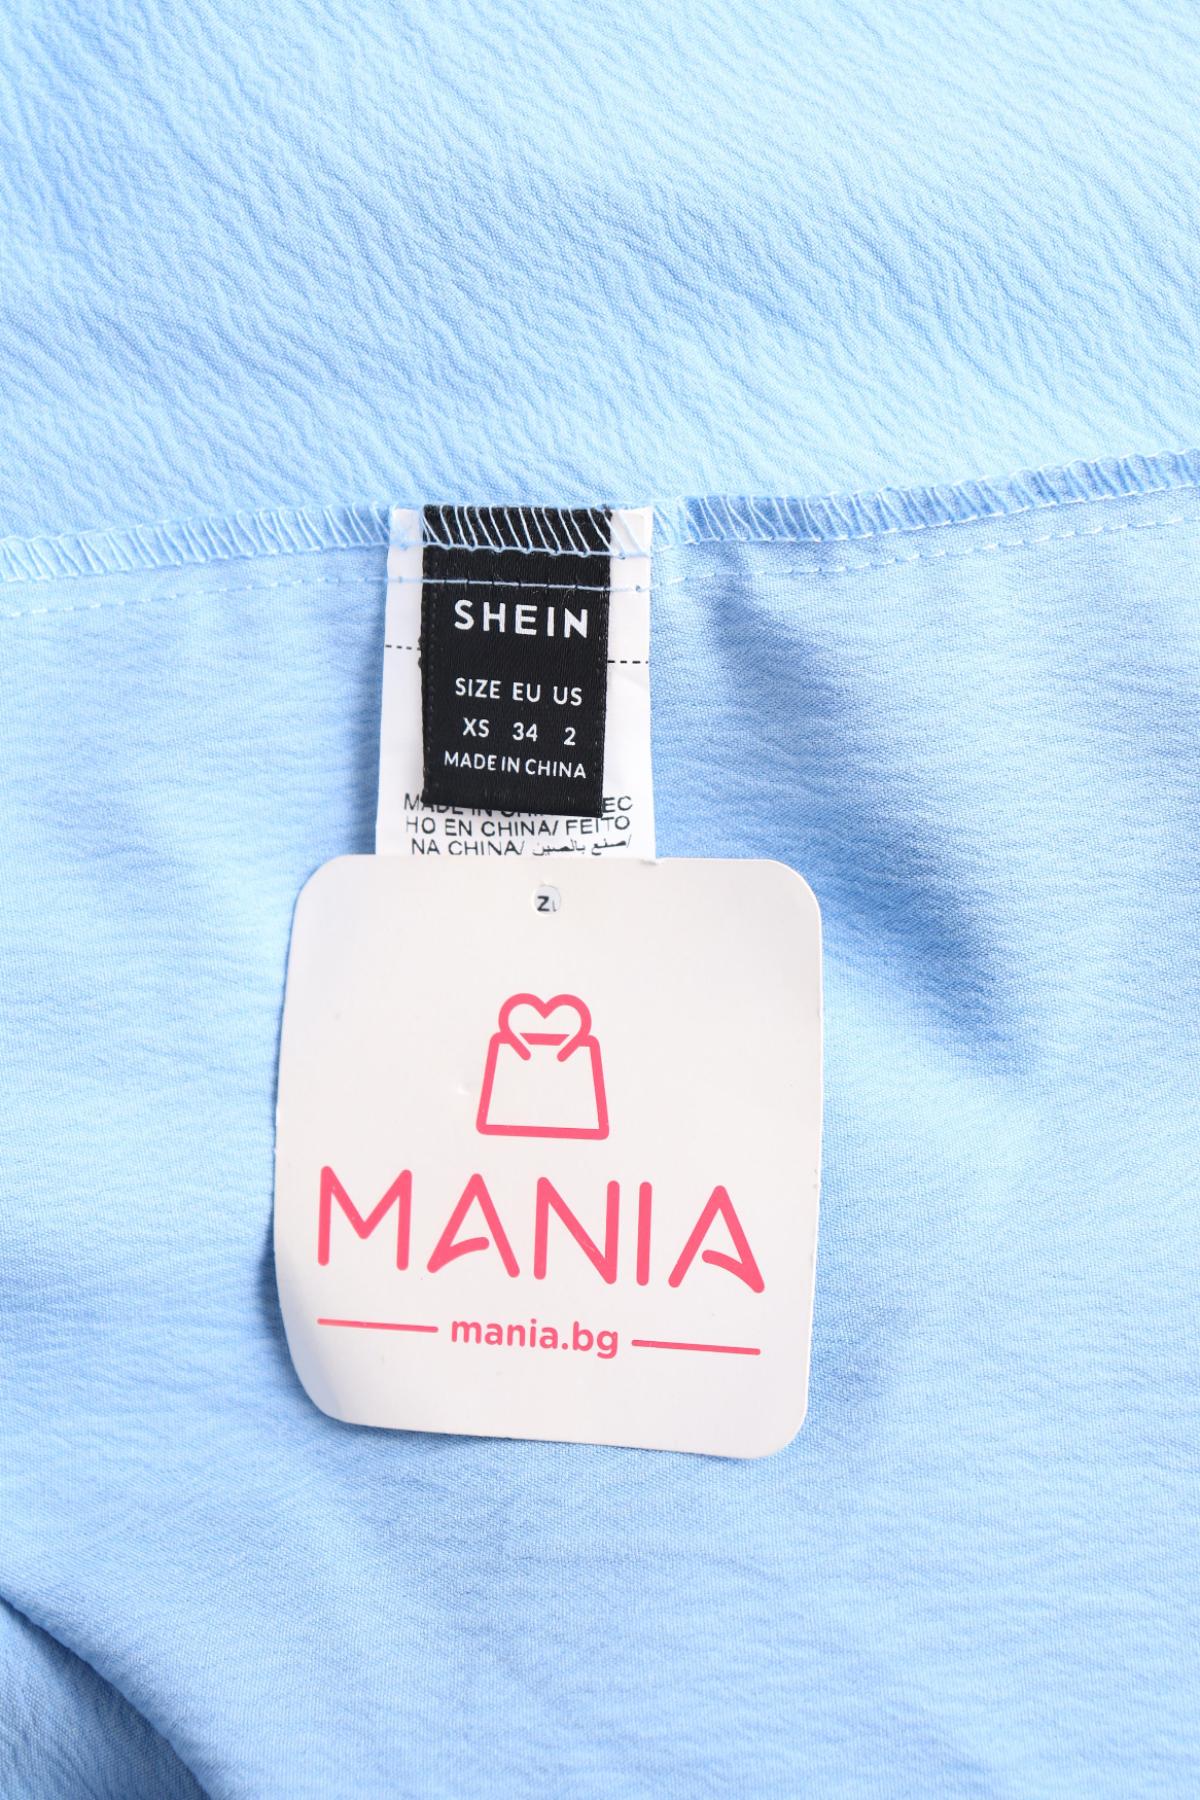 SHEIN
SIZE EU US
XS 34 2
MADE IN CHINA
MADE IN CHINA/ HEC
HO EN CHINA/ FEITO
NA CHINA/ صنع بالصين/
MANIA
mania.bg